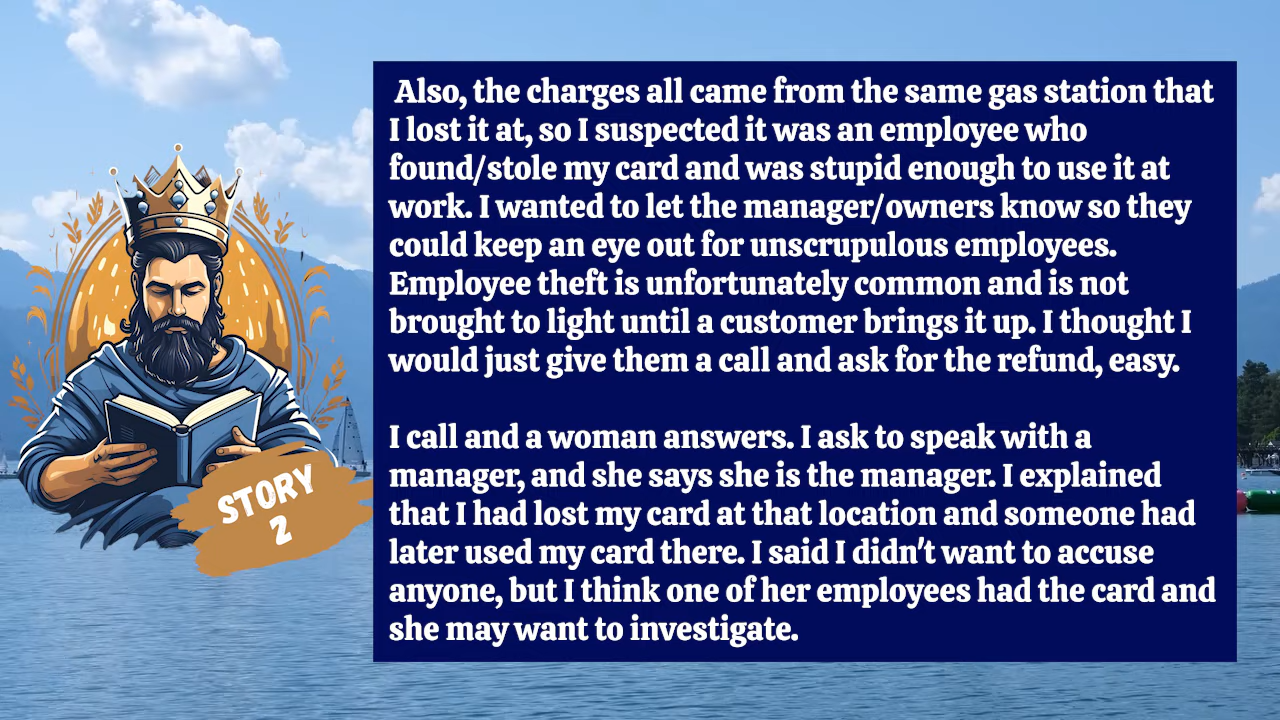 Also, the charges all came from the same gas station that
I lost it at, so I suspected it was an employee who
found/stole my card and was stupid enough to use it at
work. I wanted to let the manager/owners know so they
could keep an eye out for unscrupulous employees.
Employee theft is unfortunately common and is not
brought to light until a customer brings it up. I thought I
would just give them a call and ask for the refund, easy.
I call and a woman answers. I ask to speak with a
manager, and she says she is the manager. I explained
that I had lost my card at that location and someone had
later used my card there. I said I didn't want to accuse
anyone, but I think one of her employees had the card and
she may want to investigate.
STORY
2